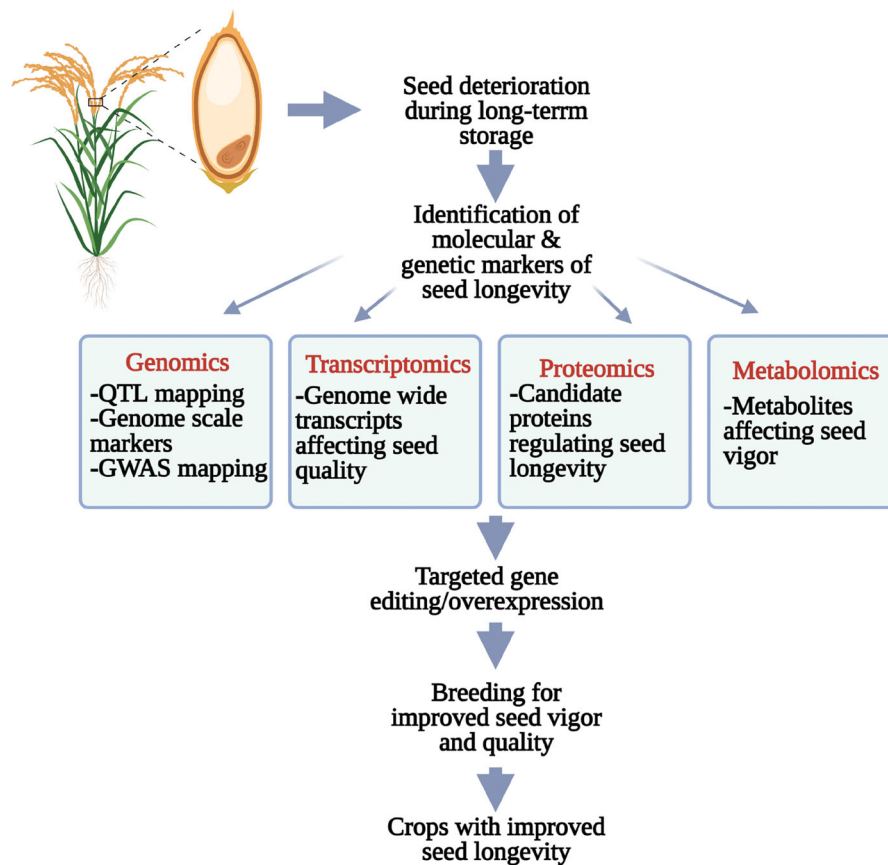 Seed deterioration
during long-terrm
storage
Identification of
molecular &
genetic markers of
seed longevity
Genomics
-QTL mapping
-Genome scale
markers
-GWAS mapping
Transcriptomics
-Genome wide
transcripts
affecting seed
quality
Proteomics
-Candidate
proteins
regulating seed
longevity
Metabolomics
-Metabolites
affecting seed
vigor
Targeted gene
editing/overexpression
Breeding for
improved seed vigor
and quality
Crops with improved
seed longevity